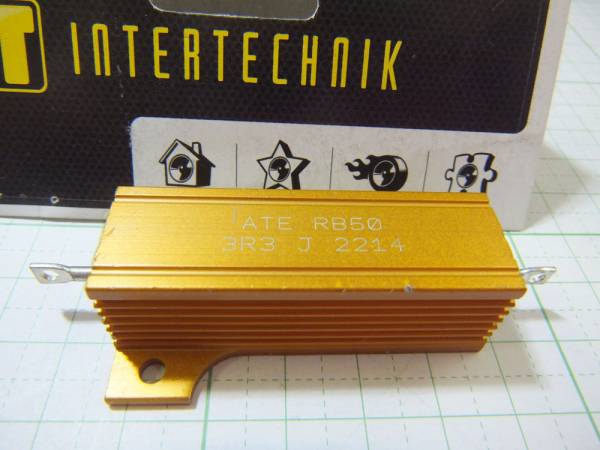 T INTERTECHNIK
ATE RB50
3R3 J 2214